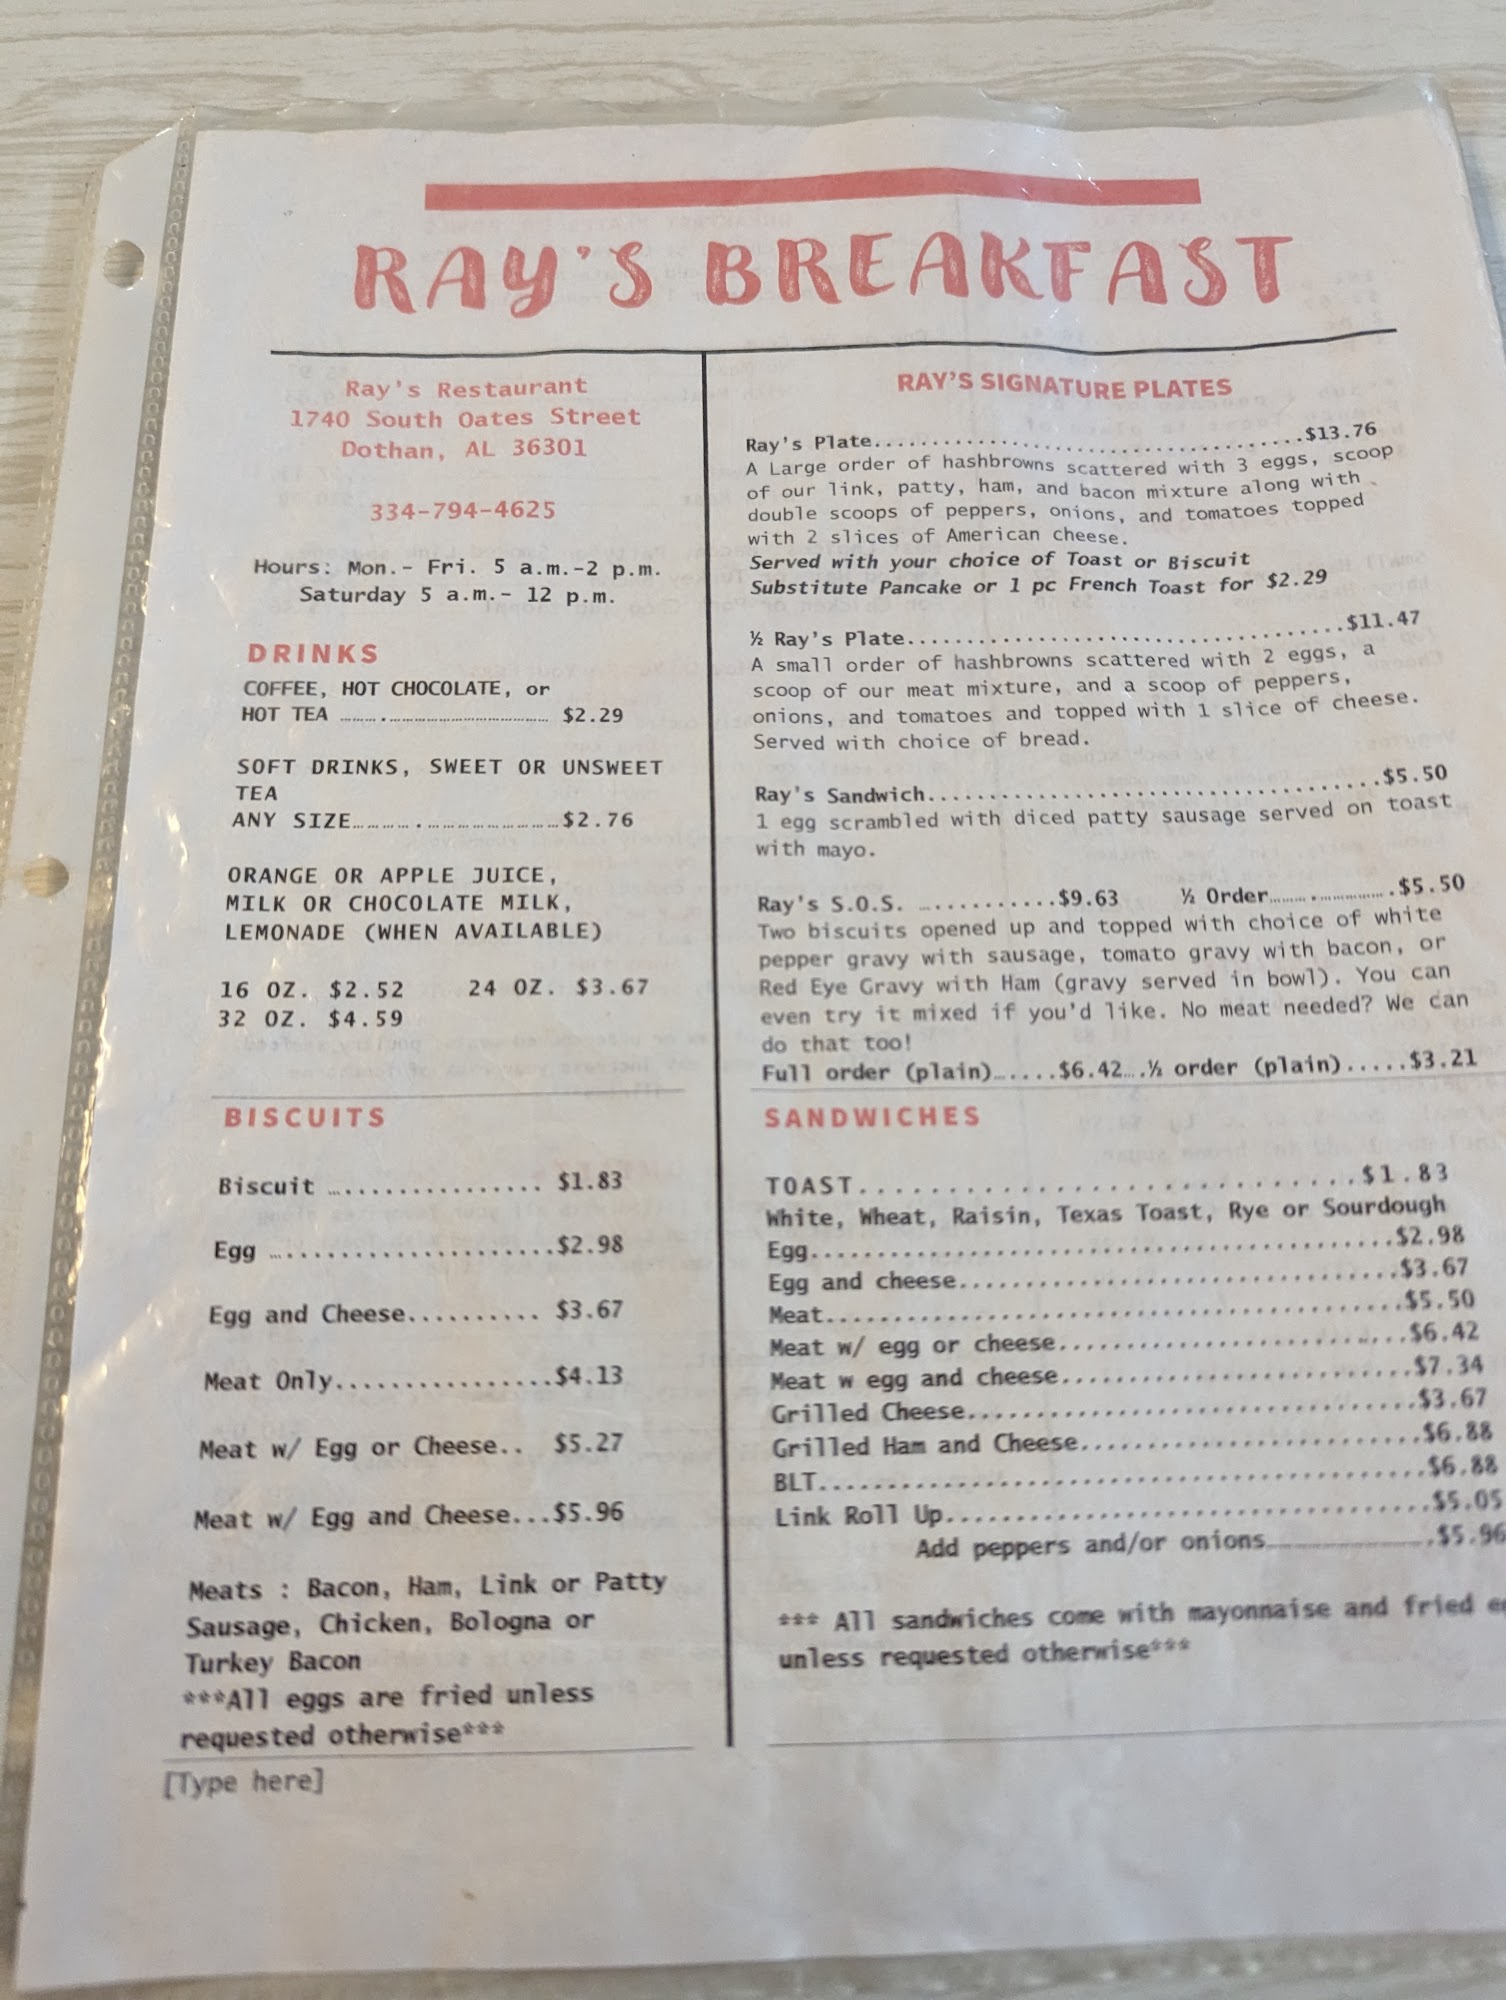 RAY'S BREAKFAST
Ray's Restaurant
1740 South Oates Street
Dothan, AL 36301
334-794-4625
Hours: Mon.- Fri. 5 a.m.-2 p.m.
Saturday 5 a.m.- 12 p.m.
DRINKS
COFFEE, HOT CHOCOLATE, or
HOT TEA ................ $2.29
SOFT DRINKS, SWEET OR UNSWEET
TEA
ANY SIZE................$2.76
ORANGE OR APPLE JUICE,
MILK OR CHOCOLATE MILK,
LEMONADE (WHEN AVAILABLE)
16 OZ. $2.52 24 OZ. $3.67
32 OZ. $4.59
BISCUITS
Biscuit ................ $1.83
Egg ......................$2.98
Egg and Cheese.......... $3.67
Meat Only................$4.13
Meat w/ Egg or Cheese.. $5.27
Meat w/ Egg and Cheese...$5.96
Meats : Bacon, Ham, Link or Patty
Sausage, Chicken, Bologna or
Turkey Bacon
***All eggs are fried unless
requested otherwise***
[Type here]
RAY'S SIGNATURE PLATES
Ray's Plate....................................$13.76
A Large order of hashbrowns scattered with 3 eggs, scoop
of our link, patty, ham, and bacon mixture along with
double scoops of peppers, onions, and tomatoes topped
with 2 slices of American cheese.
Served with your choice of Toast or Biscuit
Substitute Pancake or 1 pc French Toast for $2.29
½ Ray's Plate....................................$11.47
A small order of hashbrowns scattered with 2 eggs, a
scoop of our meat mixture, and a scoop of peppers,
onions, and tomatoes and topped with 1 slice of cheese.
Served with choice of bread.
Ray's Sandwich....................................$5.50
1 egg scrambled with diced patty sausage served on toast
with mayo.
Ray's S.O.S. ............$9.63 ½ Order................$5.50
Two biscuits opened up and topped with choice of white
pepper gravy with sausage, tomato gravy with bacon, or
Red Eye Gravy with Ham (gravy served in bowl). You can
even try it mixed if you'd like. No meat needed? We can
do that too!
Full order (plain).......$6.42....½ order (plain).....$3.21
SANDWICHES
TOAST............................$1.83
White, Wheat, Raisin, Texas Toast, Rye or Sourdough
Egg.........................................$2.98
Egg and cheese...............................$3.67
Meat........................................$5.50
Meat w/ egg or cheese........................$6.42
Meat w egg and cheese........................$7.34
Grilled Cheese...............................$3.67
Grilled Ham and Cheese.......................$6.88
BLT.........................................$6.88
Link Roll Up.................................$5.05
Add peppers and/or onions................$5.96
*** All sandwiches come with mayonnaise and fried
unless requested otherwise***